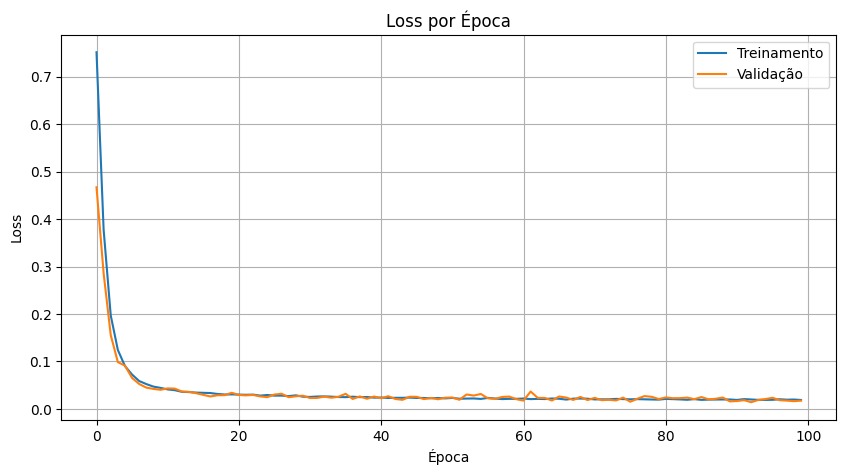 Loss por Época
Treinamento
Validação
Loss
0.7
0.6
0.5
0.4
0.3
0.2
0.1
0.0
0 20 40 60 80 100
Época